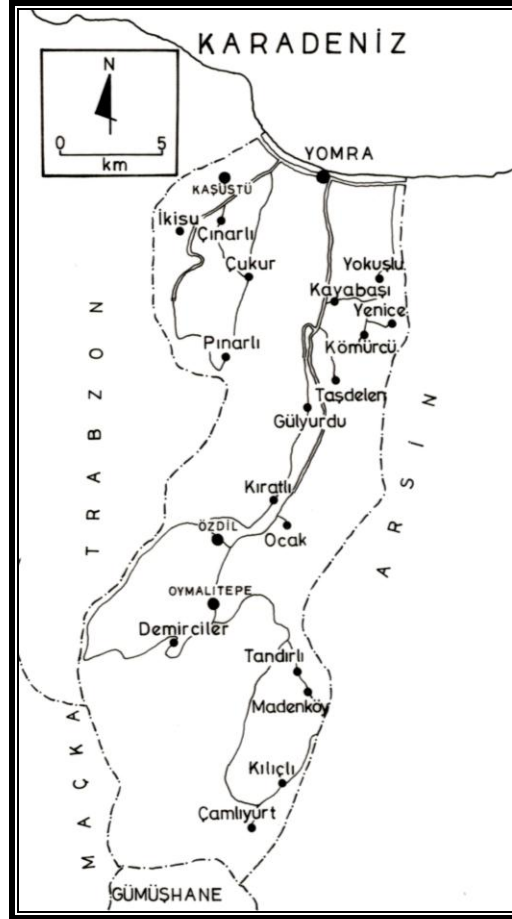 KARADENİZ
N
0 5
km
YOMRA
KAŞÜSTÜ
İkisu
Çınarlı
Çukur
Yokuşlu
Kayabaşı
Yenice
Pınarlı
Kömürcü
Taşdelen
Gülyurdu
TRABZON
ARSİN
Kıratlı
ÖZDİL
Ocak
OYMALITEPE
Demirciler
Tandırlı
Madenköy
MAÇKA
Kılıçlı
Çamlıyurt
GÜMÜŞHANE